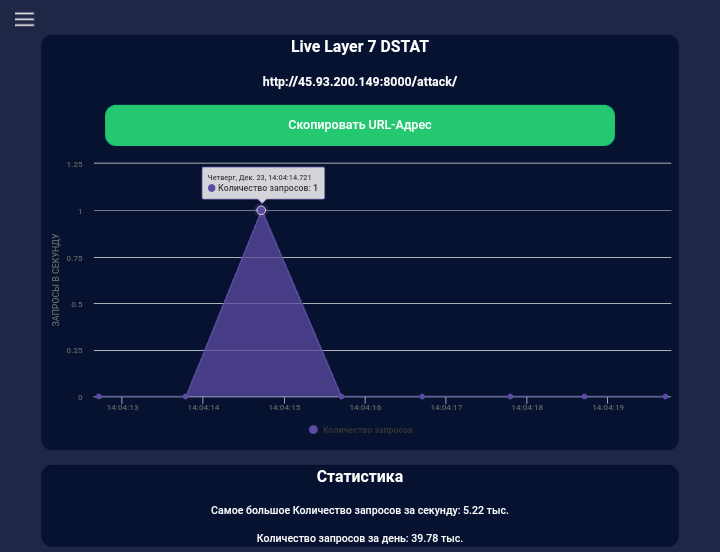 Live Layer 7 DSTAT
http://45.93.200.149:8000/attack/
Скопировать URL-Адрес
1.25
Четверг, Дек. 23, 14:04:14.721
Количество запросов: 1
1
0.75
0.5
0.25
0
ЗАПРОСЫ В СЕКУНДУ
14:04:13 14:04:14 14:04:15 14:04:16 14:04:17 14:04:18 14:04:19
Количество запросов
Статистика
Самое большое Количество запросов за секунду: 5.22 тыс.
Количество запросов за день: 39.78 тыс.